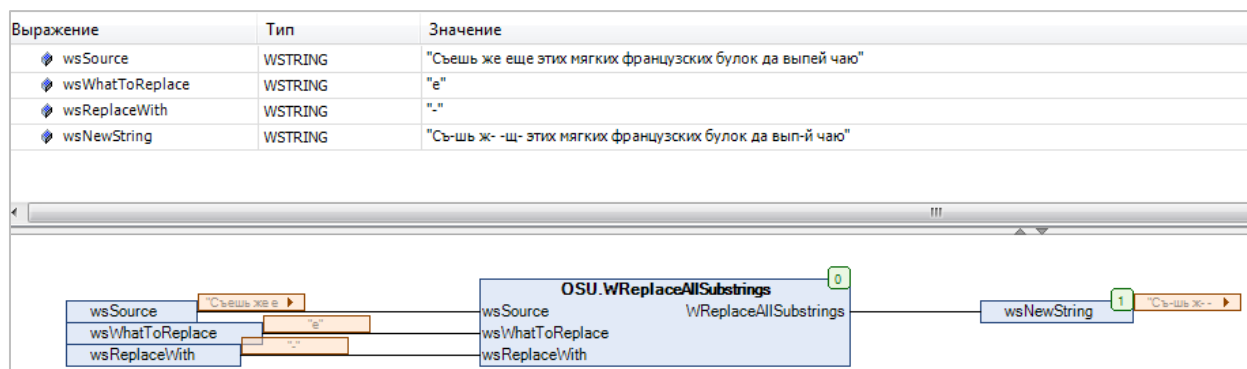 Выражение Тип Значение
wsSource WSTRING "Съешь же еще этих мягких французских булок да выпей чаю"
wsWhatToReplace WSTRING "е"
wsReplaceWith WSTRING "-"
wsNewString WSTRING "Съ-шь ж- -щ- этих мягких французских булок да вып-й чаю"
OSU.WReplaceAllSubstrings 0
wsSource "Съешь же е wsSource WReplaceAllSubstrings wsNewString 1 "Съ-шь ж- -
wsWhatToReplace "е" wsWhatToReplace
wsReplaceWith "-" wsReplaceWith